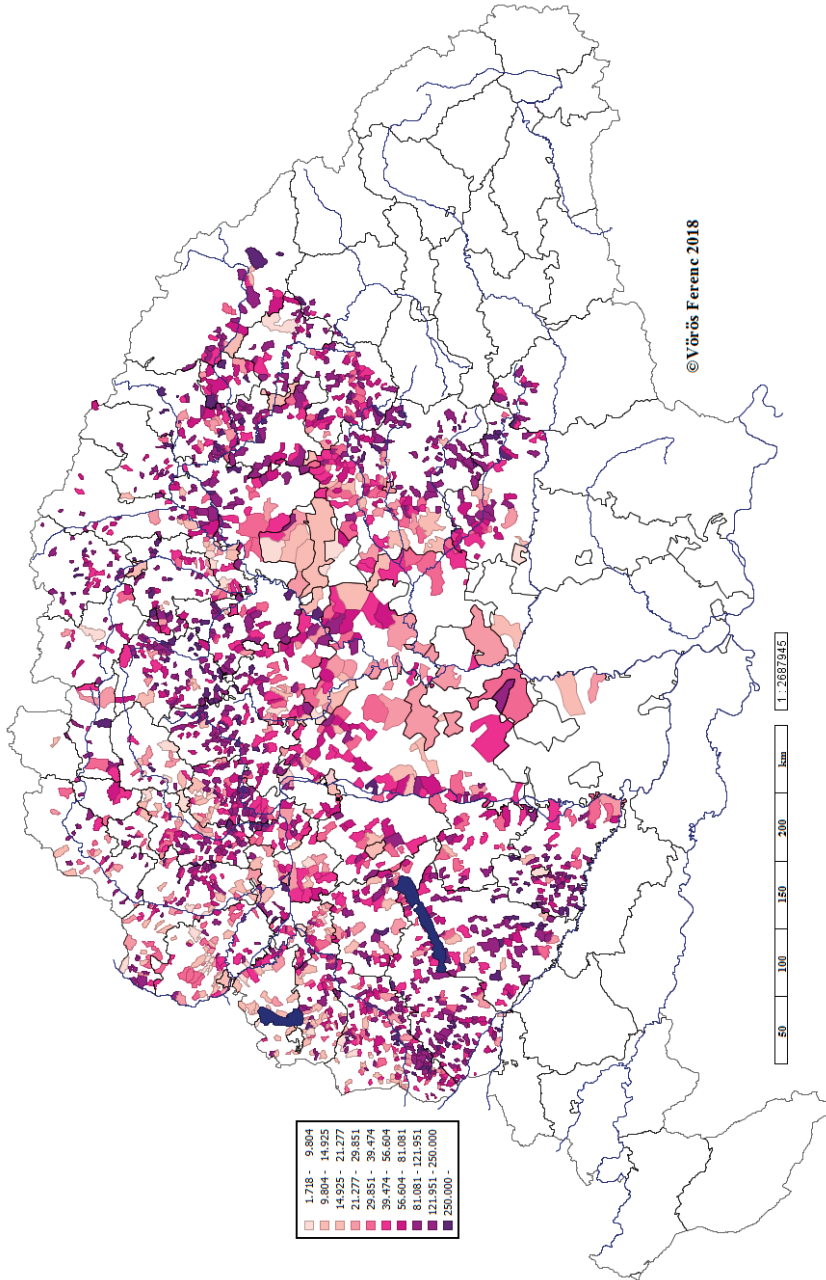 1.718 - 9.804
9.804 - 14.925
14.925 - 21.277
21.277 - 29.851
29.851 - 39.474
39.474 - 56.604
56.604 - 81.081
81.081 - 121.951
121.951 - 250.000
250.000 -
50 100 150 200 km
1 : 2687945
©Vörös Ferenc 2018